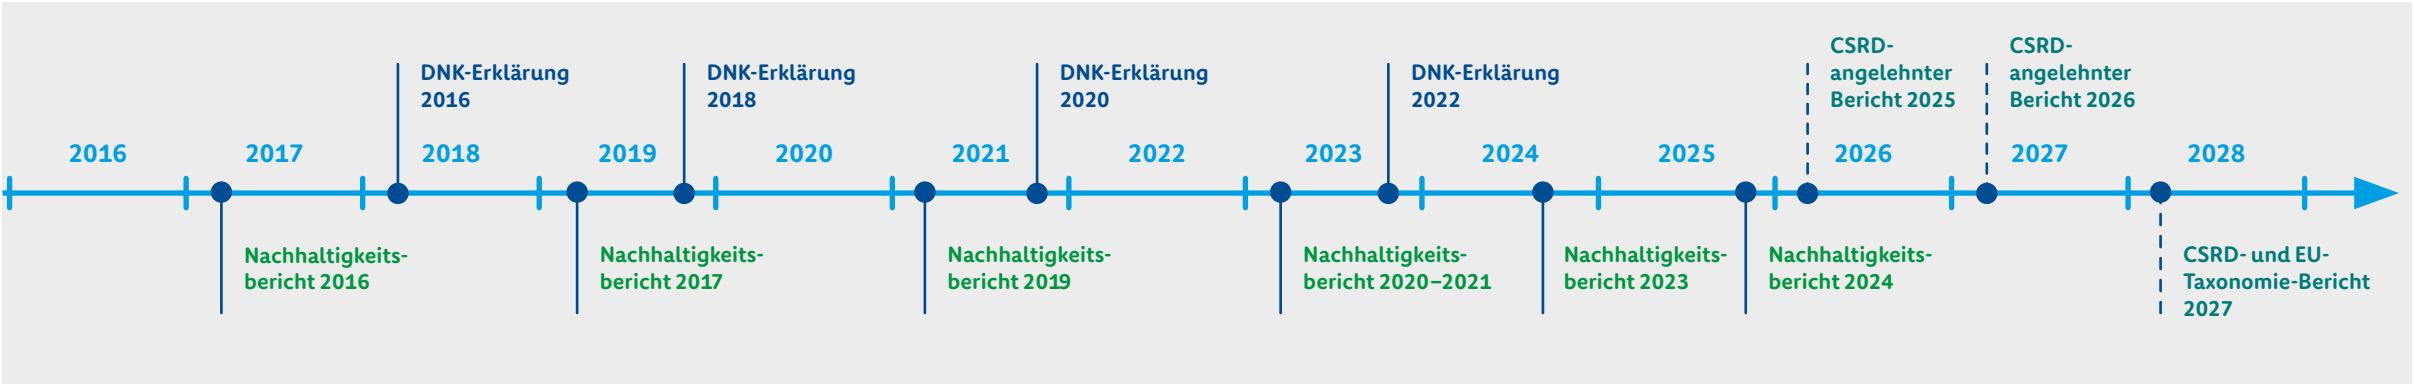 DNK-Erklärung
2016
DNK-Erklärung
2018
DNK-Erklärung
2020
DNK-Erklärung
2022
CSRD-
angelehnter
Bericht 2025
CSRD-
angelehnter
Bericht 2026
2016
2017
2018
2019
2020
2021
2022
2023
2024
2025
2026
2027
2028
Nachhaltigkeits-
bericht 2016
Nachhaltigkeits-
bericht 2017
Nachhaltigkeits-
bericht 2019
Nachhaltigkeits-
bericht 2020–2021
Nachhaltigkeits-
bericht 2023
Nachhaltigkeits-
bericht 2024
CSRD- und EU-
Taxonomie-Bericht
2027